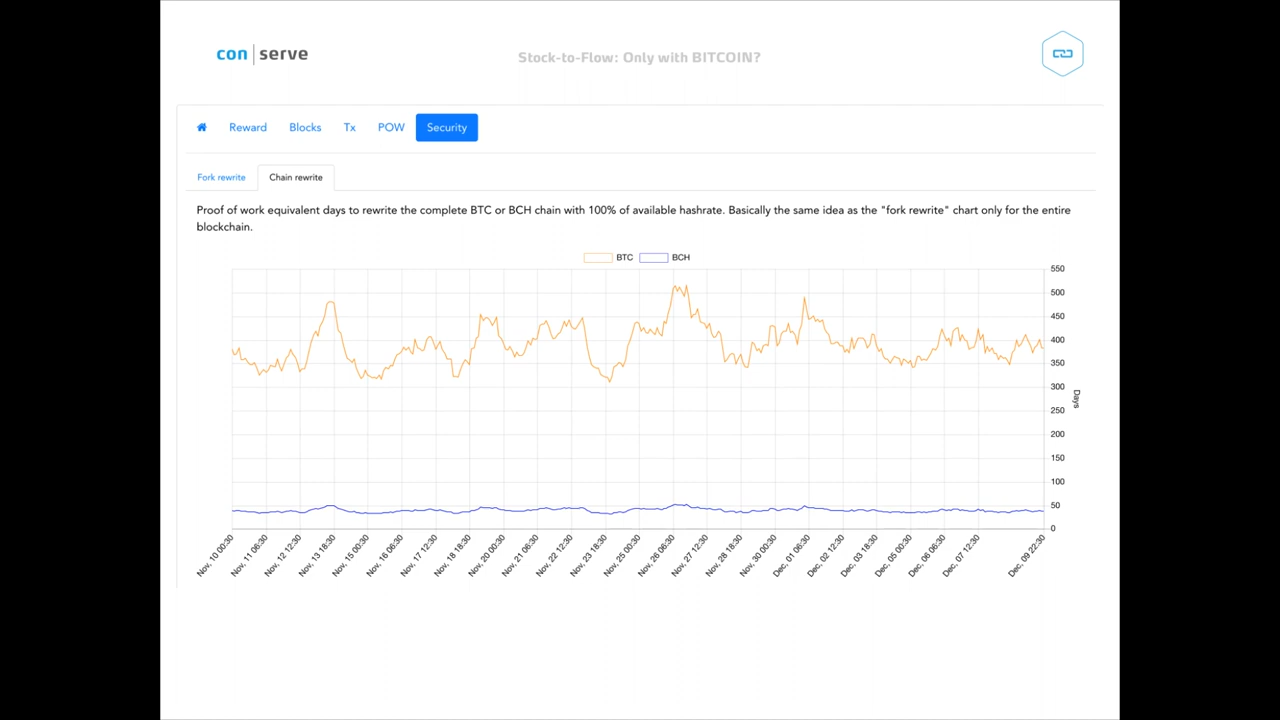 con serve
Stock-to-Flow: Only with BITCOIN?
Reward Blocks Tx POW Security
Fork rewrite Chain rewrite
Proof of work equivalent days to rewrite the complete BTC or BCH chain with 100% of available hashrate. Basically the same idea as the "fork rewrite" chart only for the entire
blockchain.
BTC BCH
550
500
450
400
350
300
250
200
150
100
50
0
Days
Nov, 10 00:30
Nov, 11 06:30
Nov, 12 12:30
Nov, 13 18:30
Nov, 15 00:30
Nov, 16 06:30
Nov, 17 12:30
Nov, 18 18:30
Nov, 20 00:30
Nov, 21 06:30
Nov, 22 12:30
Nov, 23 18:30
Nov, 25 00:30
Nov, 26 06:30
Nov, 27 12:30
Nov, 28 18:30
Nov, 30 00:30
Dec, 01 06:30
Dec, 02 12:30
Dec, 03 18:30
Dec, 05 00:30
Dec, 06 06:30
Dec, 07 12:30
Dec, 09 22:30